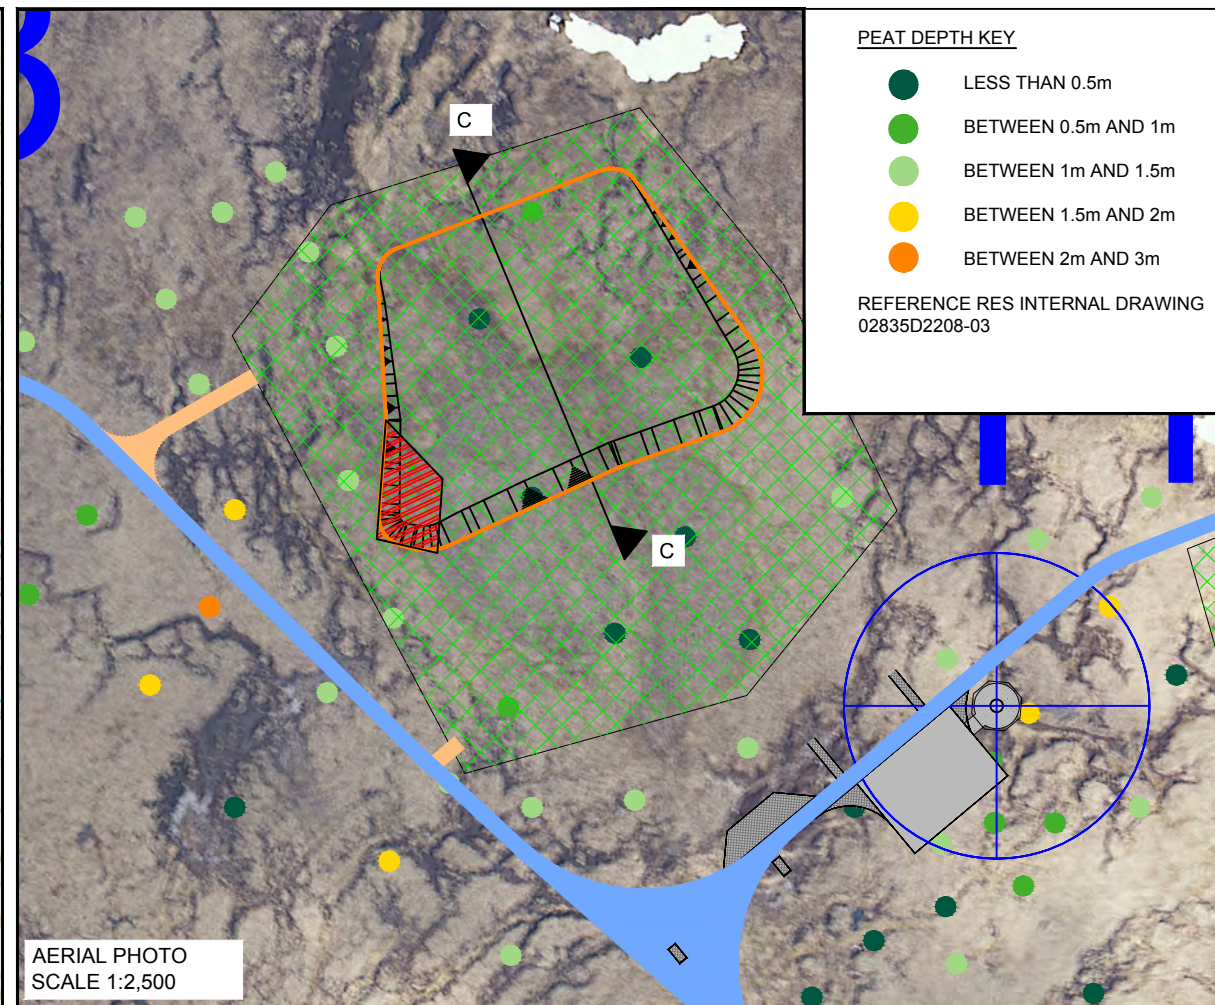 PEAT DEPTH KEY
LESS THAN 0.5m
BETWEEN 0.5m AND 1m
BETWEEN 1m AND 1.5m
BETWEEN 1.5m AND 2m
BETWEEN 2m AND 3m
REFERENCE RES INTERNAL DRAWING
02835D2208-03
C
C
AERIAL PHOTO
SCALE 1:2,500